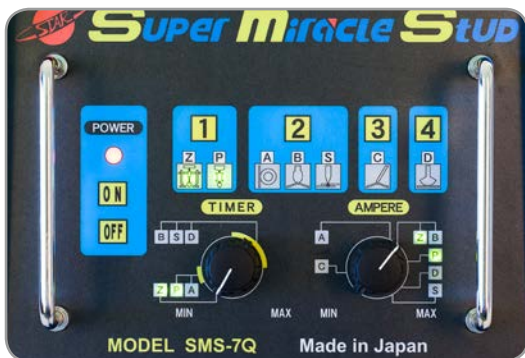 STAR
SUPER MIRACLE STUD
POWER
ON
OFF
1
Z P
2
A B S
3
C
4
D
TIMER
B S D
Z P A
MIN MAX
AMPERE
A
C
Z B
P
D
S
MIN MAX
MODEL SMS-7Q
Made in Japan